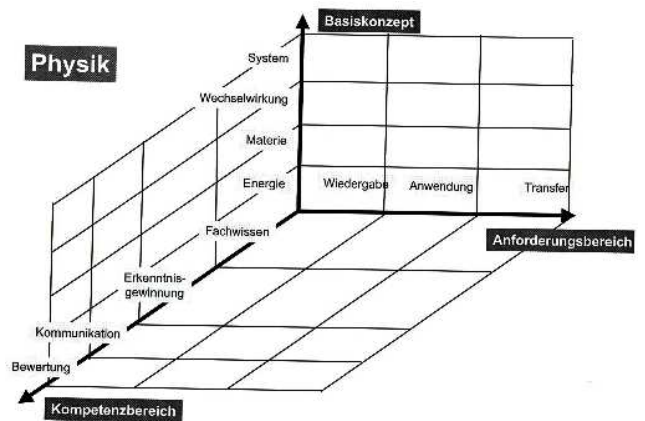 Basiskonzept
Physik
System
Wechselwirkung
Materie
Energie
Wiedergabe
Anwendung
Transfer
Fachwissen
Anforderungsbereich
Erkenntnis-
gewinnung
Kommunikation
Bewertung
Kompetenzbereich